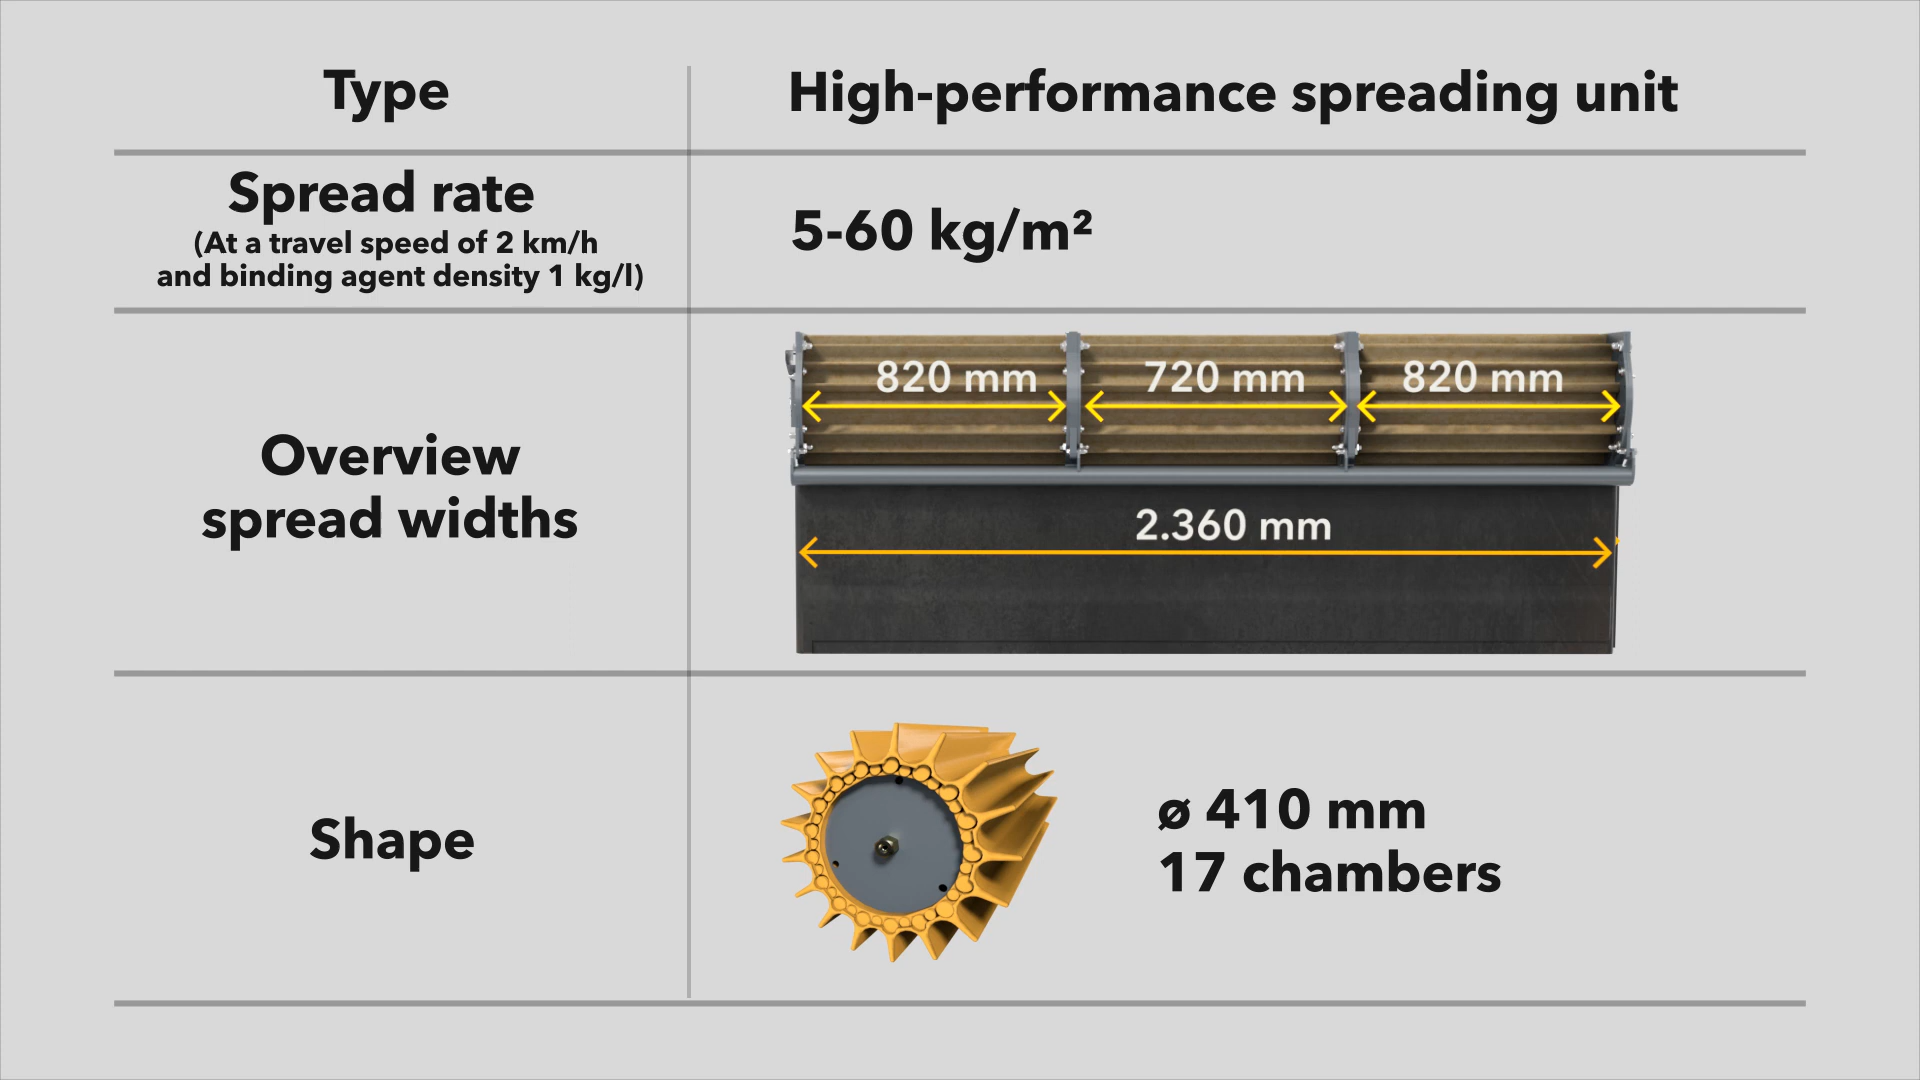 Type
High-performance spreading unit
Spread rate
(At a travel speed of 2 km/h
and binding agent density 1 kg/l)
5-60 kg/m²
Overview
spread widths
820 mm
720 mm
820 mm
2.360 mm
Shape
ø 410 mm
17 chambers